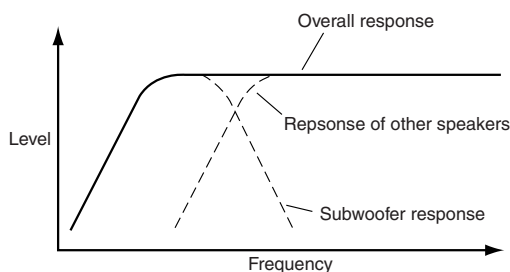 Overall response
Level
Repsonse of other speakers
Subwoofer response
Frequency